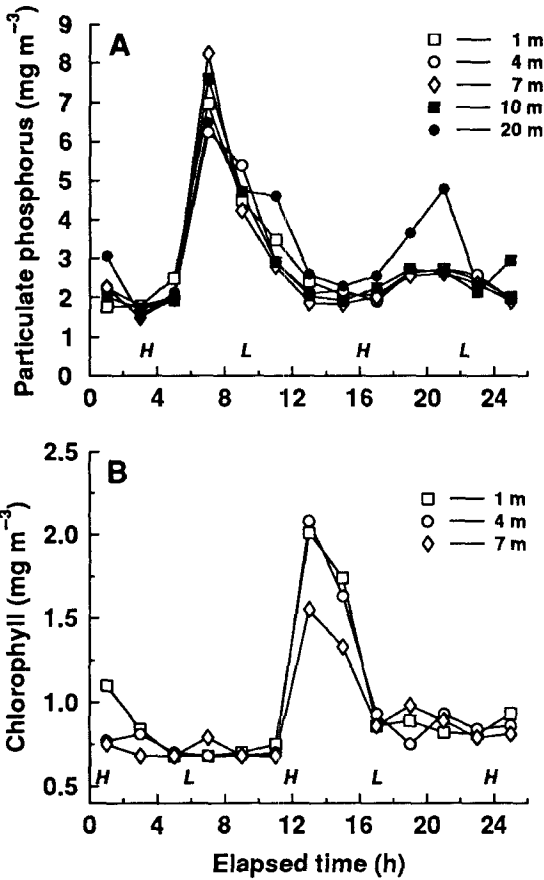 A
Particulate phosphorus (mg m⁻³)
9
8
7
6
5
4
3
2
1
0
1 m
4 m
7 m
10 m
20 m
H L H L
0 4 8 12 16 20 24
B
Chlorophyll (mg m⁻³)
2.5
2.0
1.5
1.0
0.5
1 m
4 m
7 m
H L H L H
0 4 8 12 16 20 24
Elapsed time (h)